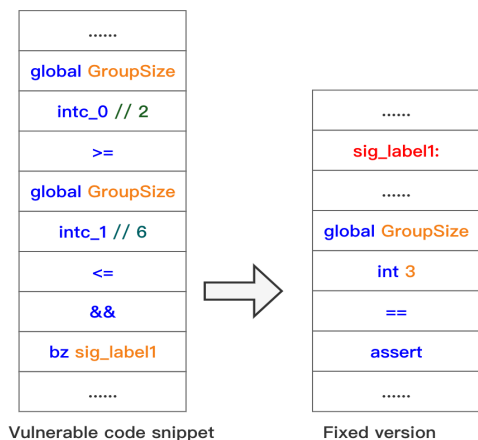 ......
global GroupSize
intc_0 // 2
>=
global GroupSize
intc_1 // 6
<=
&&
bz sig_label1
......
Vulnerable code snippet
......
sig_label1:
......
global GroupSize
int 3
==
assert
......
Fixed version